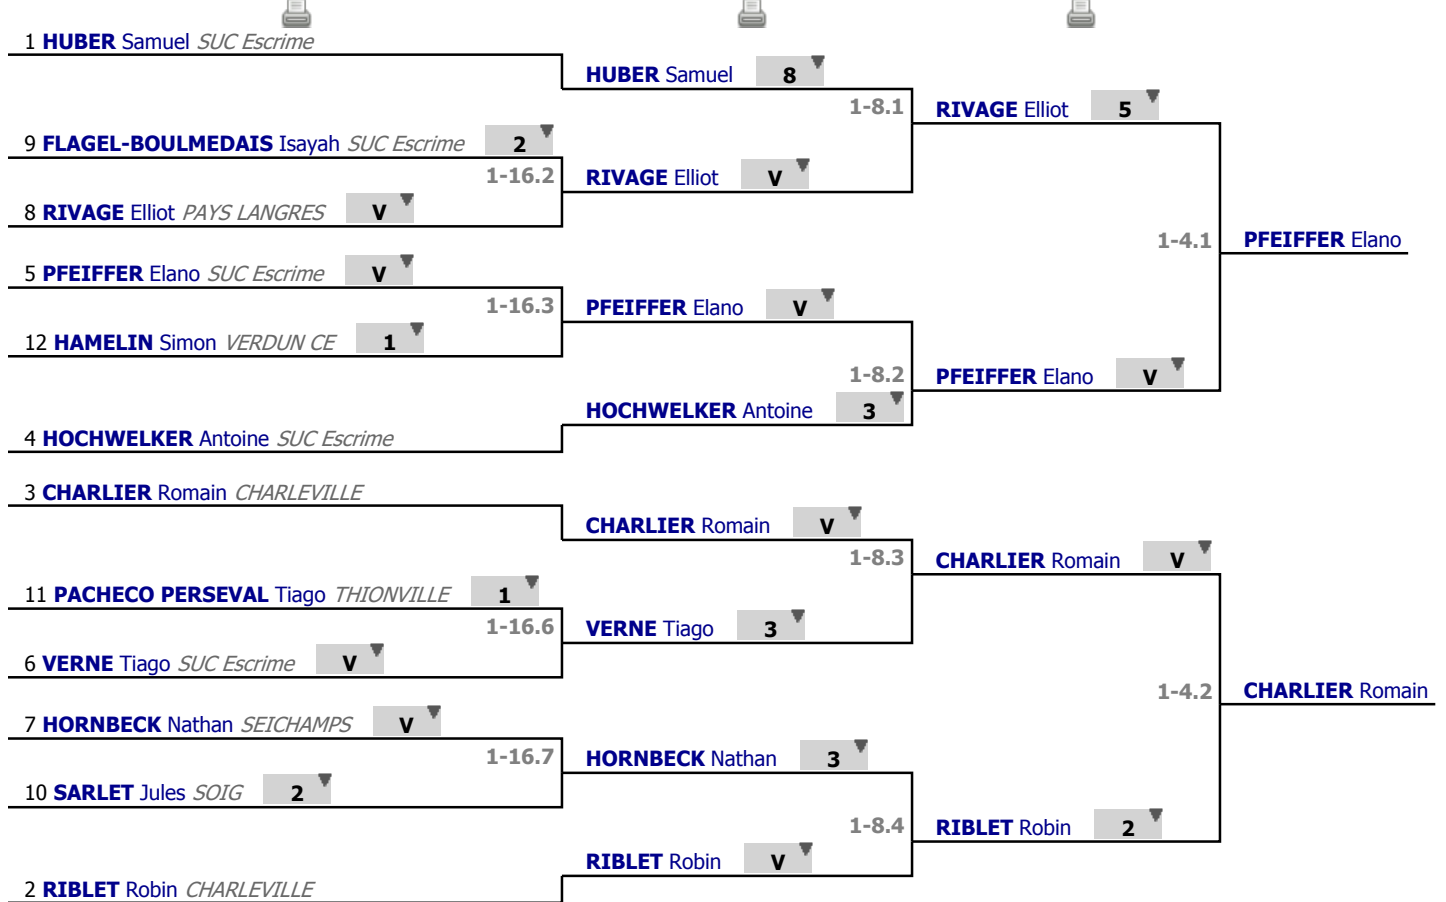 1 HUBER Samuel SUC Escrime
HUBER Samuel 8
1-8.1
RIVAGE Elliot 5
9 FLAGEL-BOULMEDAIS Isayah SUC Escrime 2
1-16.2
RIVAGE Elliot V
8 RIVAGE Elliot PAYS LANGRES V
1-4.1
PFEIFFER Elano
5 PFEIFFER Elano SUC Escrime V
1-16.3
PFEIFFER Elano V
12 HAMELIN Simon VERDUN CE 1
1-8.2
PFEIFFER Elano V
HOCHWELKER Antoine 3
4 HOCHWELKER Antoine SUC Escrime
3 CHARLIER Romain CHARLEVILLE
CHARLIER Romain V
1-8.3
CHARLIER Romain V
11 PACHECO PERSEVAL Tiago THIONVILLE 1
1-16.6
VERNE Tiago 3
6 VERNE Tiago SUC Escrime V
1-4.2
CHARLIER Romain
7 HORNBECK Nathan SEICHAMPS V
1-16.7
HORNBECK Nathan 3
10 SARLET Jules SOIG 2
1-8.4
RIBLET Robin 2
RIBLET Robin V
2 RIBLET Robin CHARLEVILLE